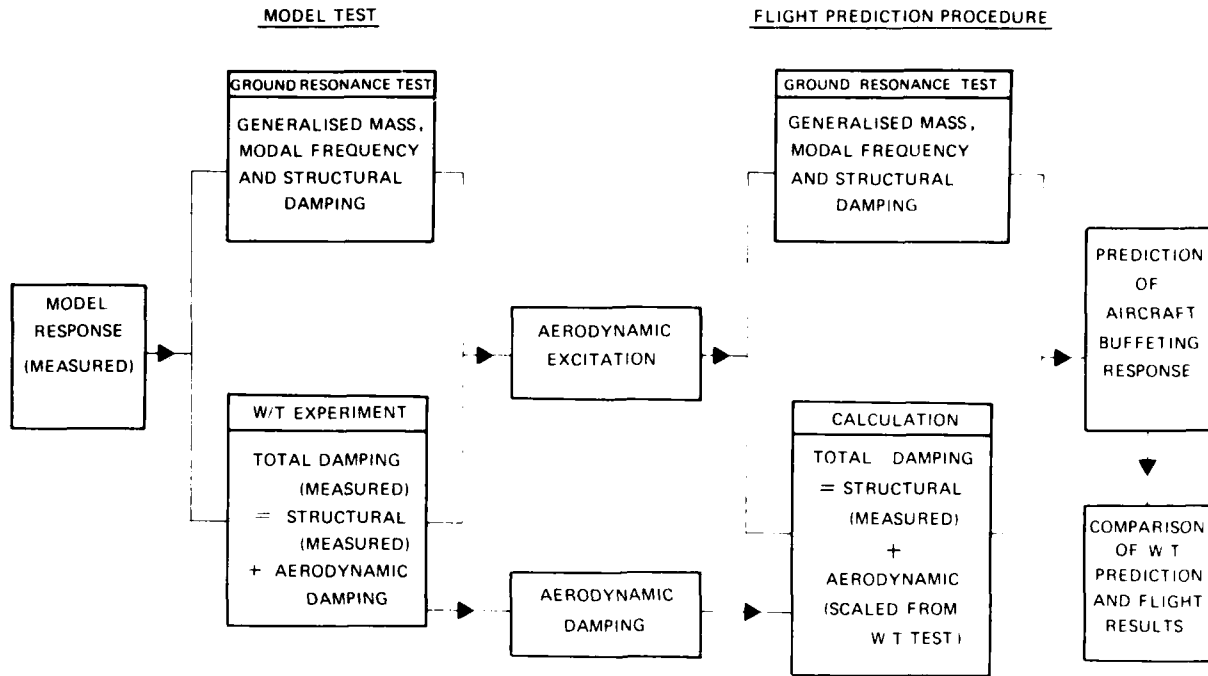 MODEL TEST
FLIGHT PREDICTION PROCEDURE
GROUND RESONANCE TEST
GENERALISED MASS,
MODAL FREQUENCY
AND STRUCTURAL
DAMPING
GROUND RESONANCE TEST
GENERALISED MASS,
MODAL FREQUENCY
AND STRUCTURAL
DAMPING
MODEL
RESPONSE
(MEASURED)
AERODYNAMIC
EXCITATION
PREDICTION
OF
AIRCRAFT
BUFFETING
RESPONSE
W/T EXPERIMENT
TOTAL DAMPING
(MEASURED)
= STRUCTURAL
(MEASURED)
+ AERODYNAMIC
DAMPING
AERODYNAMIC
DAMPING
CALCULATION
TOTAL DAMPING
= STRUCTURAL
(MEASURED)
+
AERODYNAMIC
(SCALED FROM
W T TEST)
COMPARISON
OF W T
PREDICTION
AND FLIGHT
RESULTS